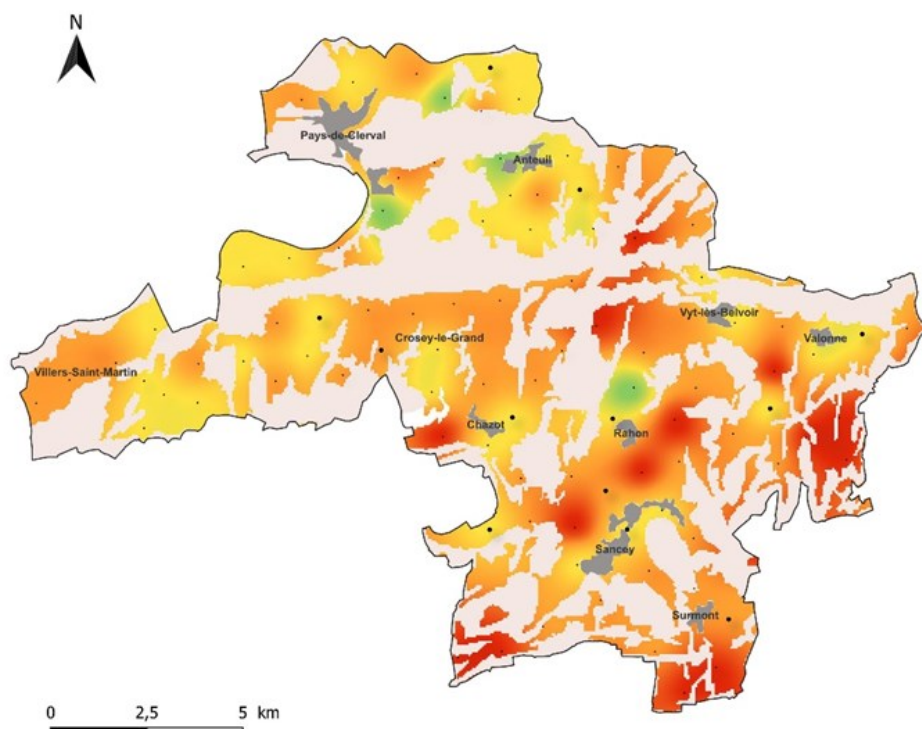 N
Pays-de-Clerval
Anteuil
Vyt-lès-Belvoir
Crosey-le-Grand
Valonne
Villers-Saint-Martin
Chazot
Rahon
Sancey
Surmont
0 2,5 5 km